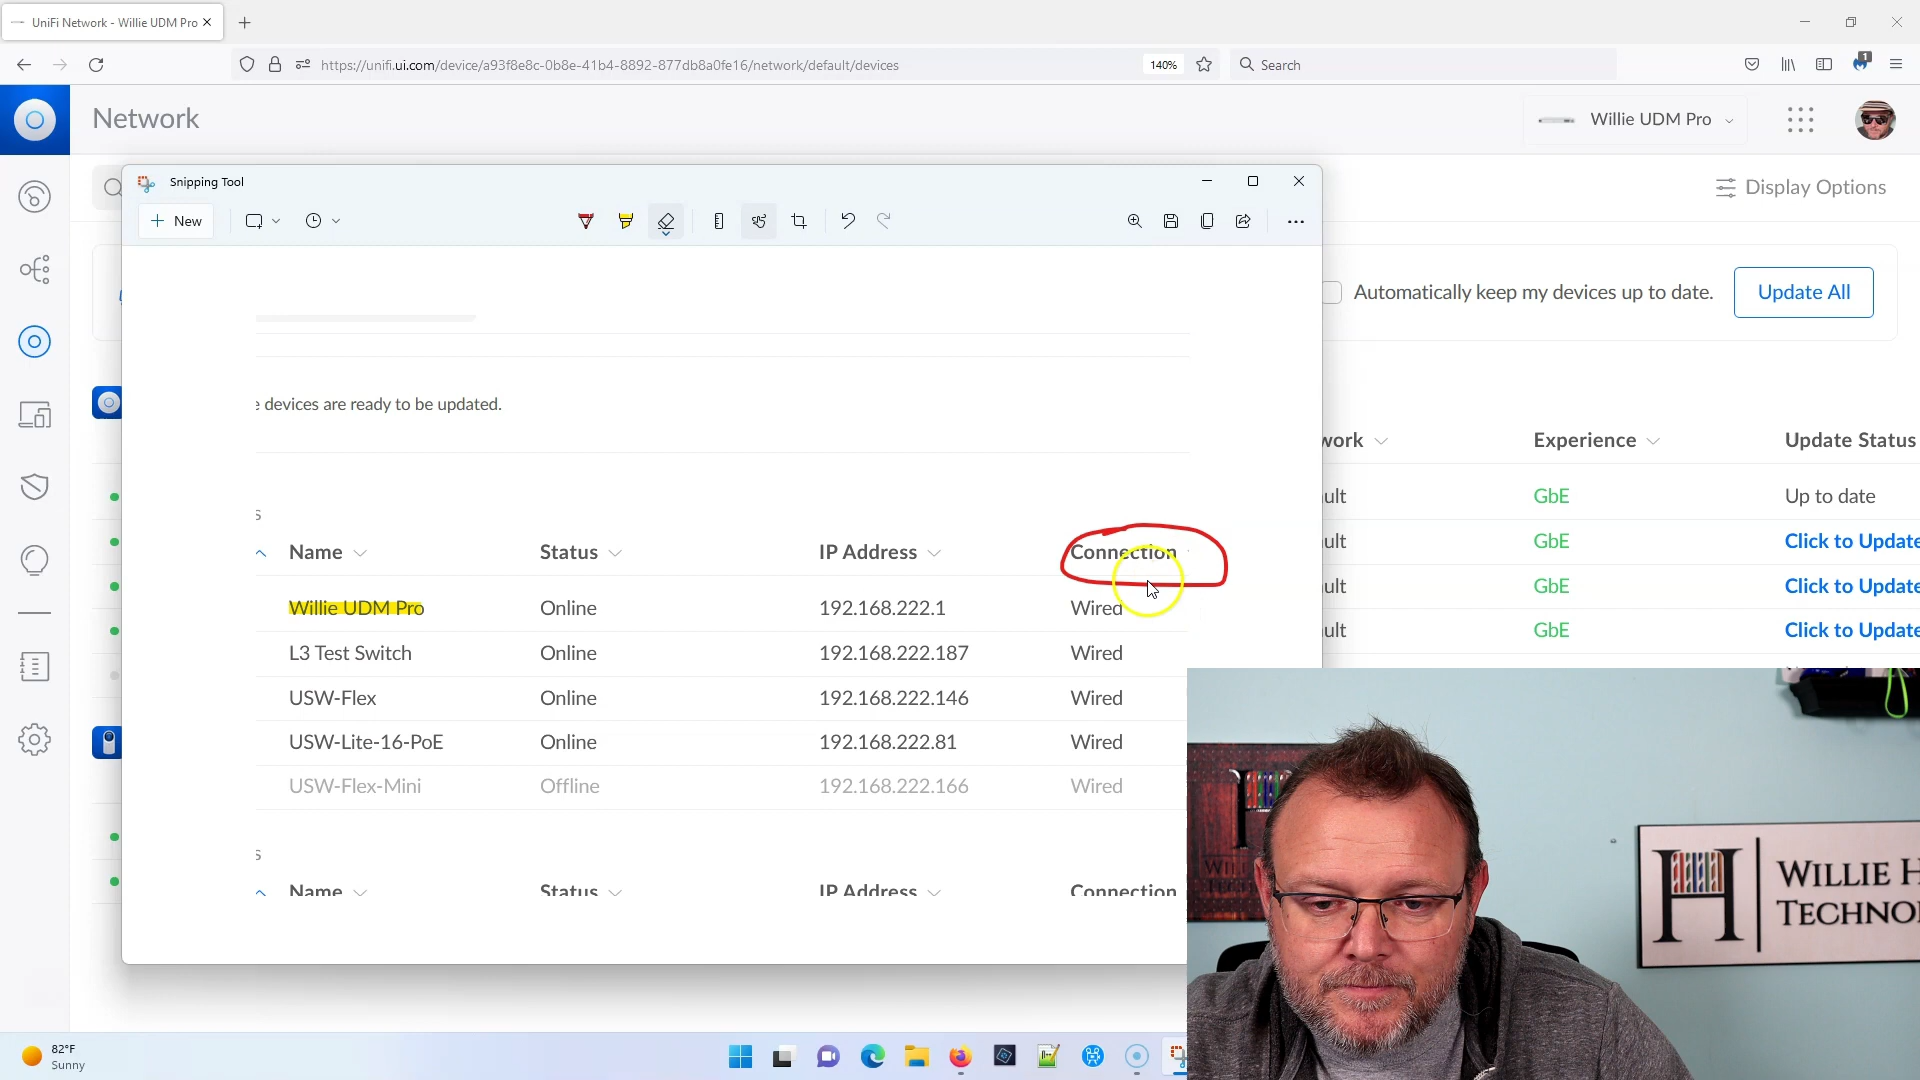 UniFi Network - Willie UDM Pro
https://unifi.ui.com/device/a93f8e8c-0b8e-41b4-8892-877db8a0fe16/network/default/devices
140%
Search
1
Network
Willie UDM Pro
Snipping Tool
Display Options
New
Automatically keep my devices up to date.
Update All
e devices are ready to be updated.
work
Experience
Update Status
ault
GbE
Up to date
s
Name
Status
IP Address
Connection
ault
GbE
Click to Update
ault
GbE
Click to Update
Willie UDM Pro
Online
192.168.222.1
Wired
ault
GbE
Click to Update
L3 Test Switch
Online
192.168.222.187
Wired
USW-Flex
Online
192.168.222.146
Wired
USW-Lite-16-PoE
Online
192.168.222.81
Wired
USW-Flex-Mini
Offline
192.168.222.166
Wired
s
Name
Status
IP Address
Connection
WILLIE H
TECHNO
82°F
Sunny